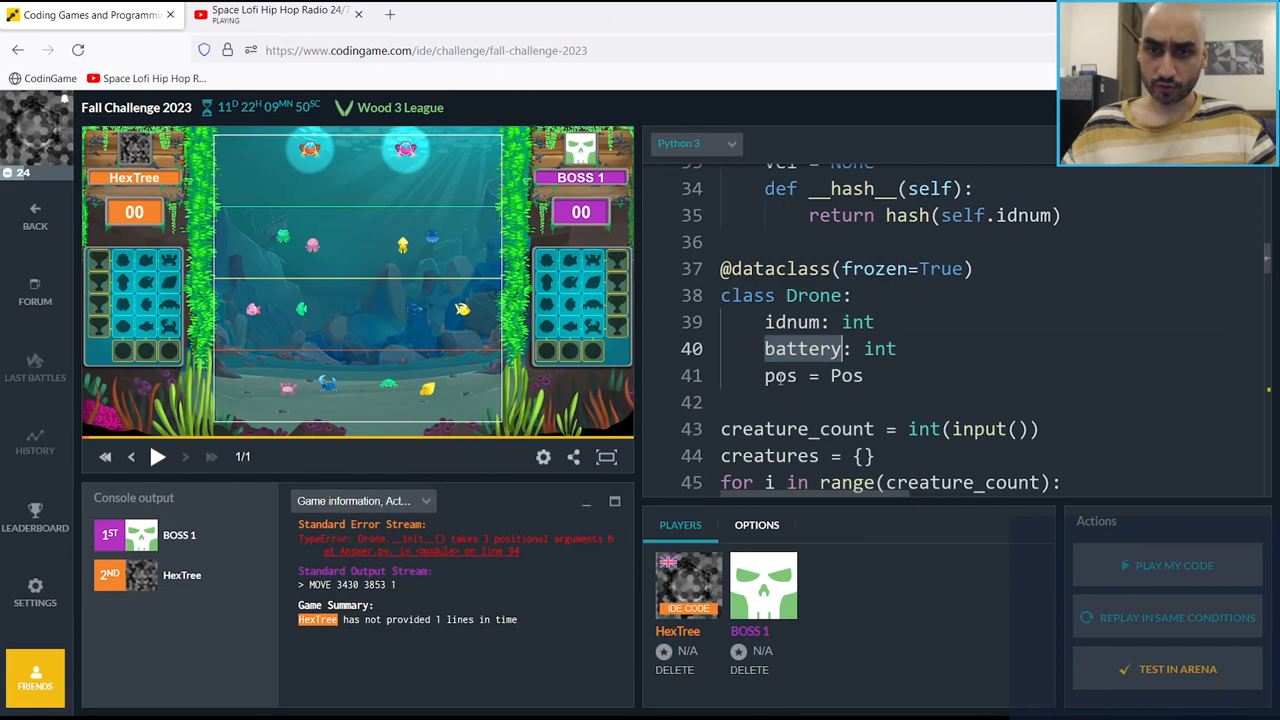 Coding Games and Programmin
Space Lofi Hip Hop Radio 24/7
PLAYING
https://www.codingame.com/ide/challenge/fall-challenge-2023
CodinGame
Space Lofi Hip Hop R...
Fall Challenge 2023
11D 22H 09MN 50SC
Wood 3 League
Python 3
24
HexTree
00
BOSS 1
00
BACK
FORUM
LAST BATTLES
HISTORY
LEADERBOARD
SETTINGS
FRIENDS
1/1
vel = None
34 def __hash__(self):
35 return hash(self.idnum)
36
37 @dataclass(frozen=True)
38 class Drone:
39 idnum: int
40 battery: int
41 pos = Pos
42
43 creature_count = int(input())
44 creatures = {}
45 for i in range(creature_count):
Console output
1ST BOSS 1
2ND HexTree
Game information, Act...
Standard Error Stream:
TypeError: Drone.__init__() takes 3 positional arguments b
at Answer.py. in <module> on line 94
Standard Output Stream:
> MOVE 3430 3853 1
Game Summary:
HexTree has not provided 1 lines in time
PLAYERS
OPTIONS
IDE CODE
HexTree
N/A
DELETE
BOSS 1
N/A
DELETE
Actions
PLAY MY CODE
REPLAY IN SAME CONDITIONS
TEST IN ARENA